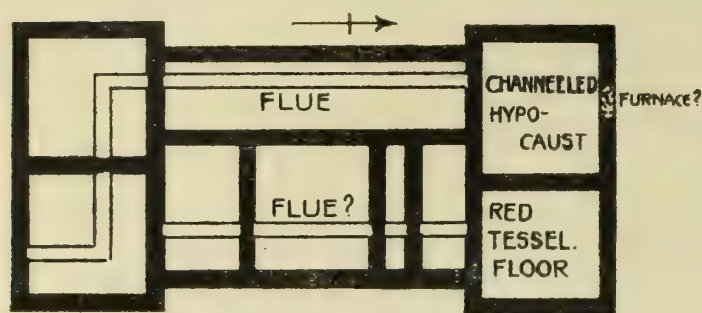 FLUE
CHANNELLED
HYPO-
CAUST
FURNACE?
FLUE?
RED
TESSEL.
FLOOR